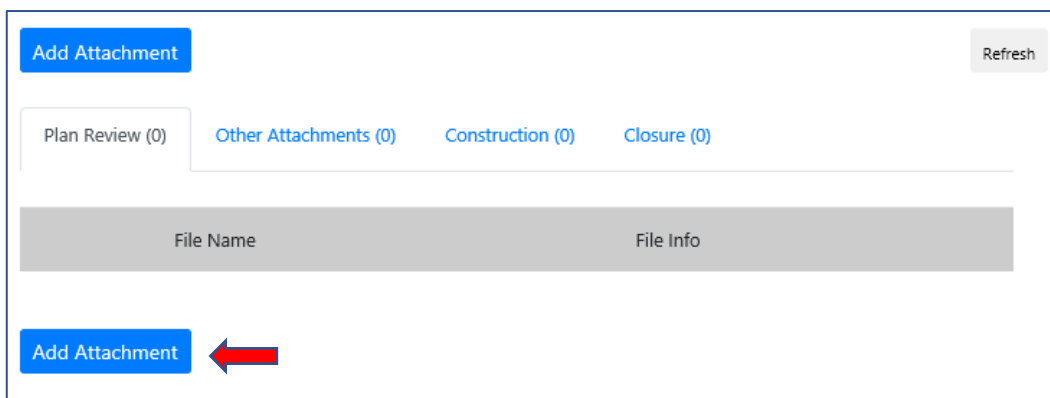 Add Attachment
Refresh
Plan Review (0) Other Attachments (0) Construction (0) Closure (0)
File Name File Info
Add Attachment